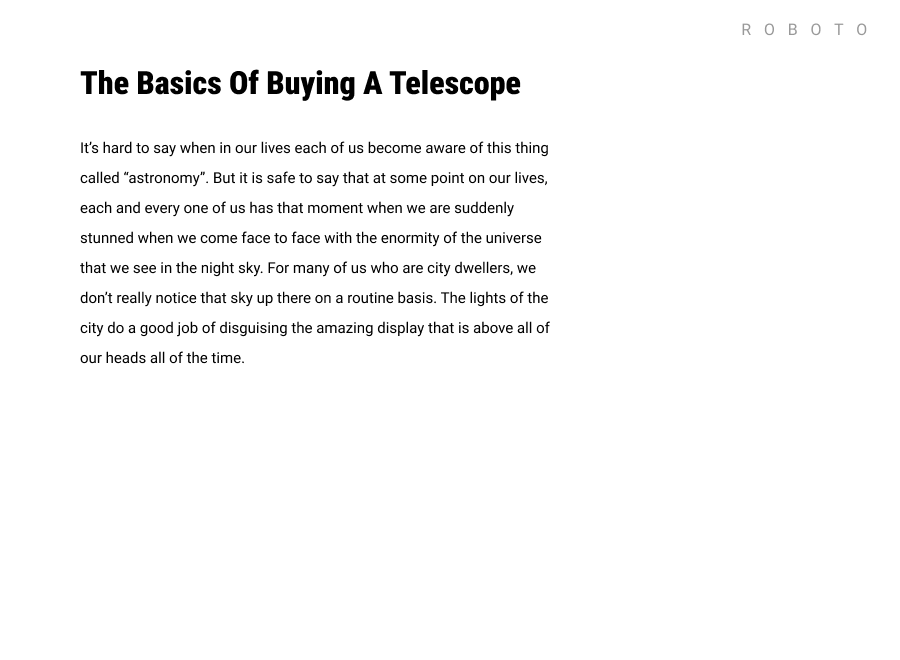 R O B O T O
The Basics Of Buying A Telescope
It’s hard to say when in our lives each of us become aware of this thing
called “astronomy”. But it is safe to say that at some point on our lives,
each and every one of us has that moment when we are suddenly
stunned when we come face to face with the enormity of the universe
that we see in the night sky. For many of us who are city dwellers, we
don’t really notice that sky up there on a routine basis. The lights of the
city do a good job of disguising the amazing display that is above all of
our heads all of the time.